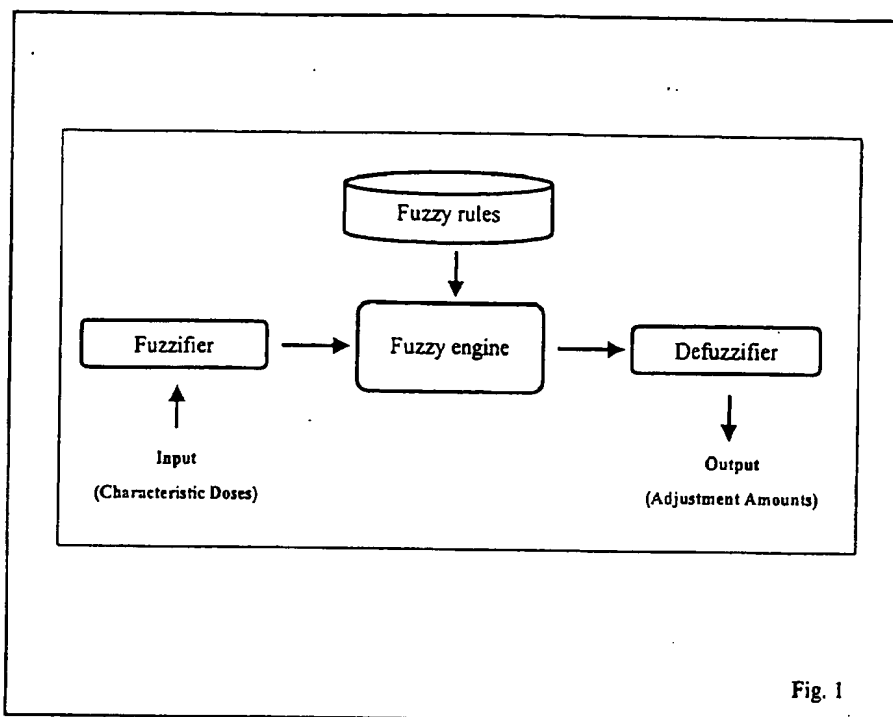 Fuzzy rules
Fuzzifier
Fuzzy engine
Defuzzifier
Input
(Characteristic Doses)
Output
(Adjustment Amounts)
Fig. 1